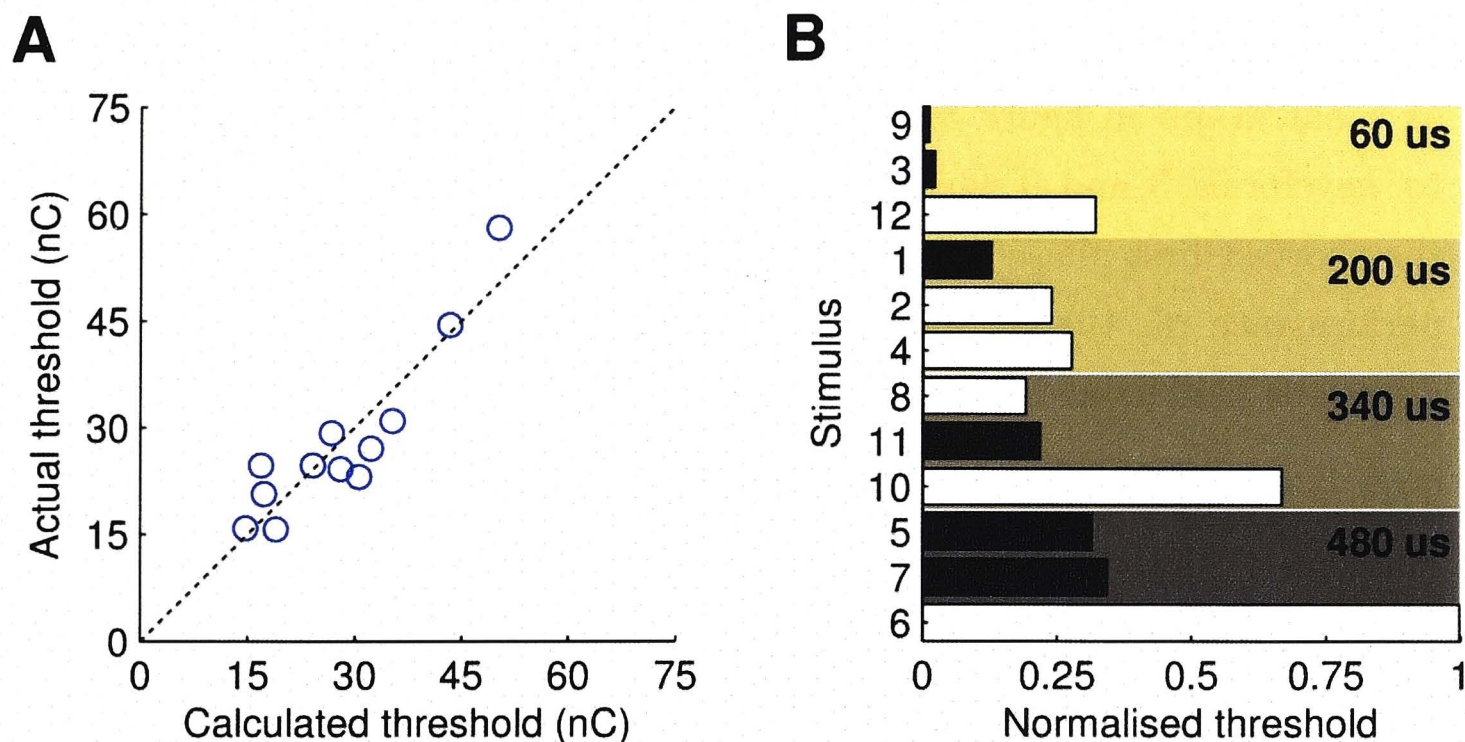 A
Actual threshold (nC)
75
60
45
30
15
0
0 15 30 45 60 75
Calculated threshold (nC)
B
Stimulus
9
3
12
1
2
4
8
11
10
5
7
6
60 us
200 us
340 us
480 us
0 0.25 0.5 0.75 1
Normalised threshold